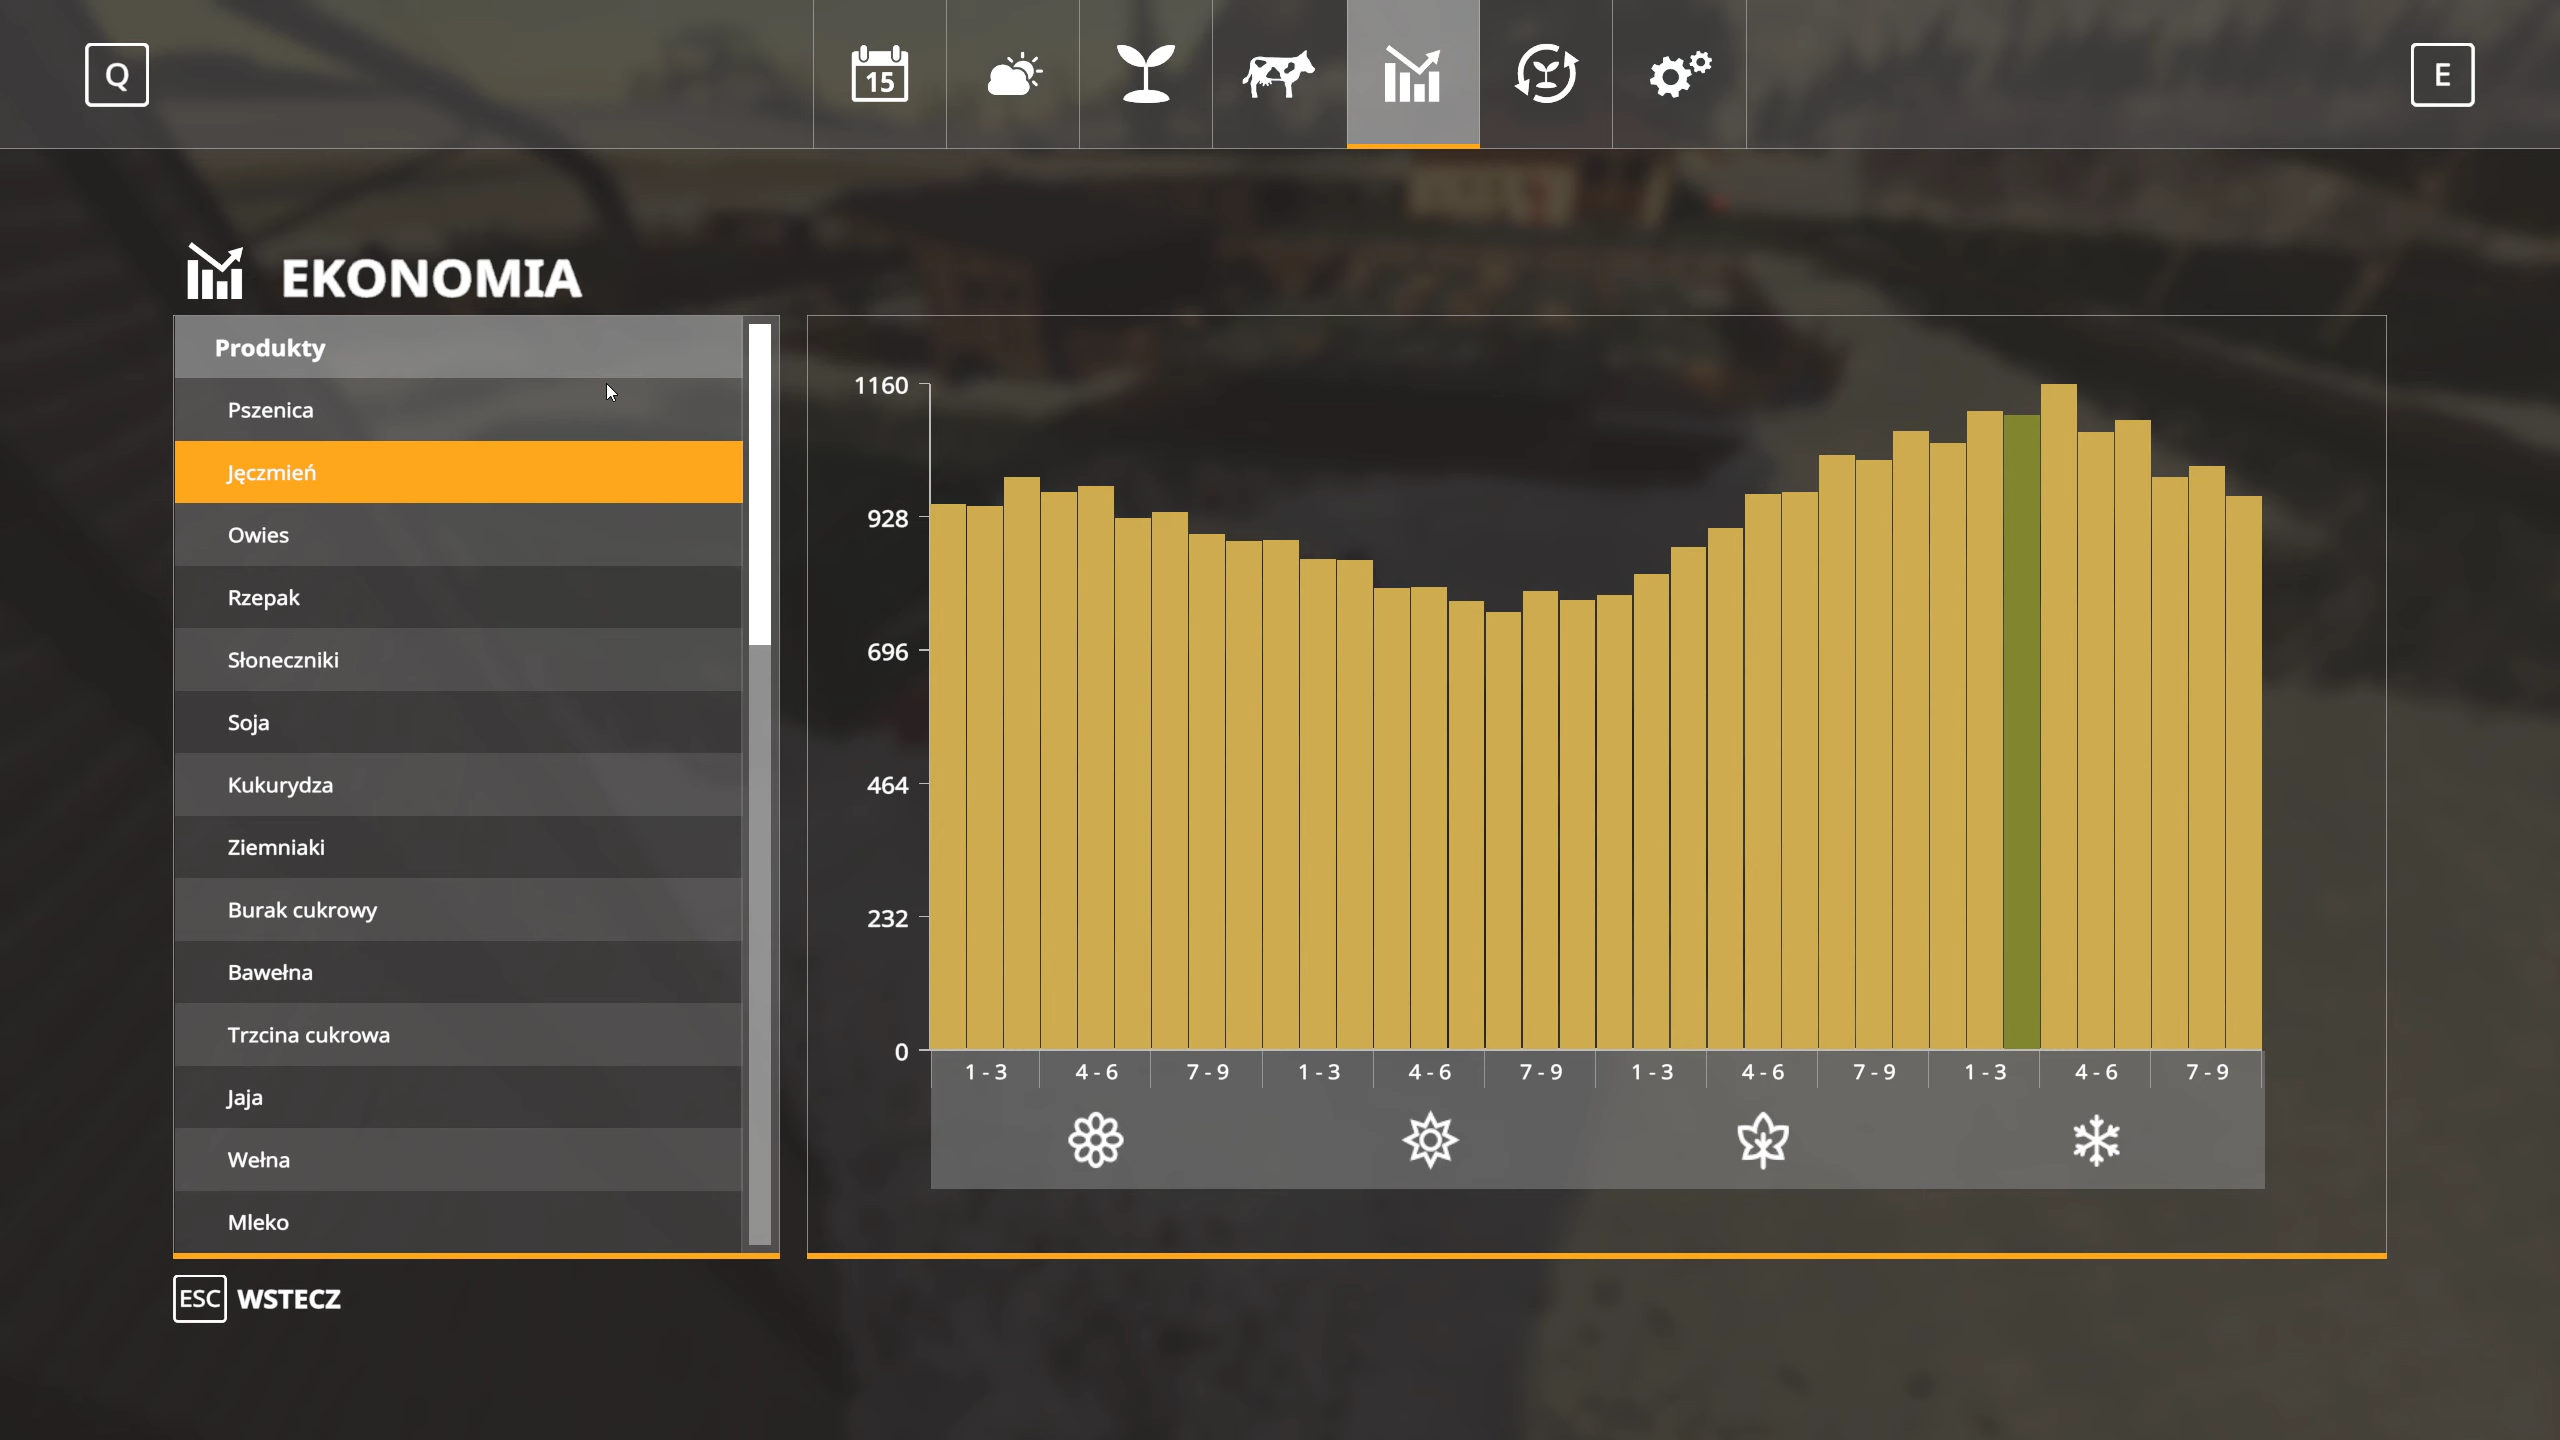 Q
15
E
EKONOMIA
Produkty
Pszenica
Jęczmień
Owies
Rzepak
Słoneczniki
Soja
Kukurydza
Ziemniaki
Burak cukrowy
Bawełna
Trzcina cukrowa
Jaja
Wełna
Mleko
1160
928
696
464
232
0
1 - 3 4 - 6 7 - 9 1 - 3 4 - 6 7 - 9 1 - 3 4 - 6 7 - 9 1 - 3 4 - 6 7 - 9
ESC WSTECZ